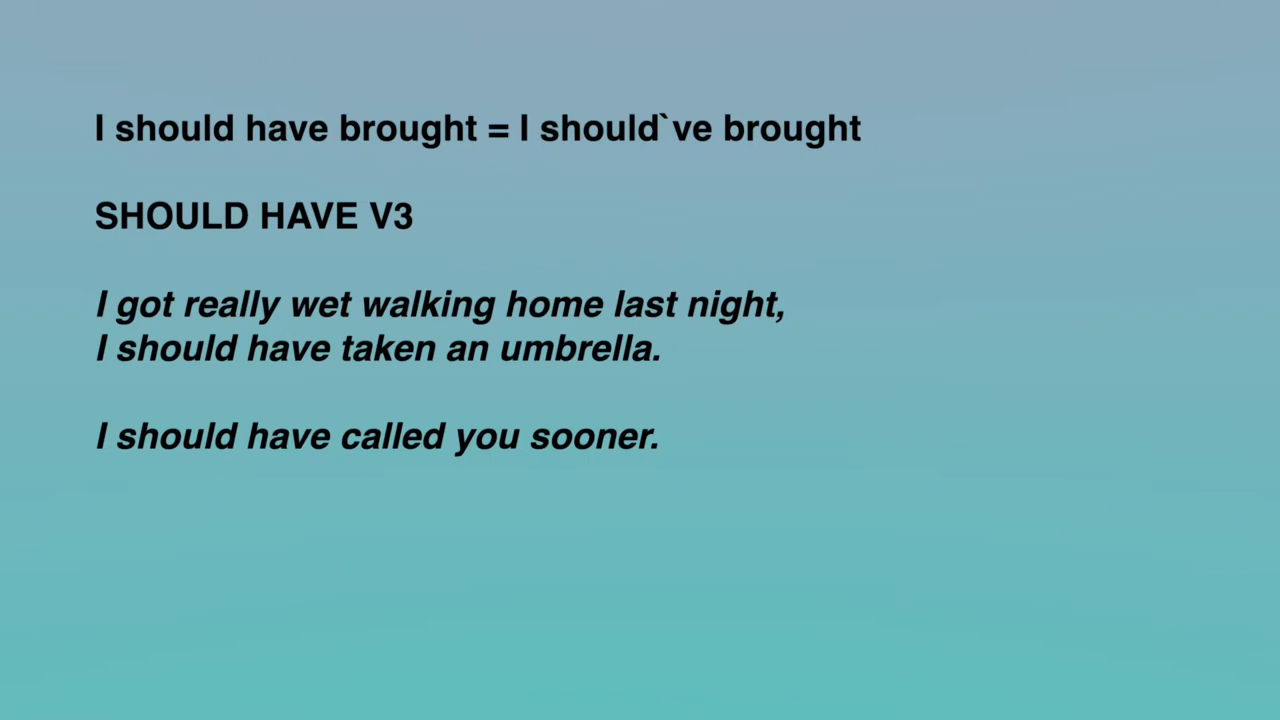 I should have brought = I should`ve brought
SHOULD HAVE V3
I got really wet walking home last night,
I should have taken an umbrella.
I should have called you sooner.